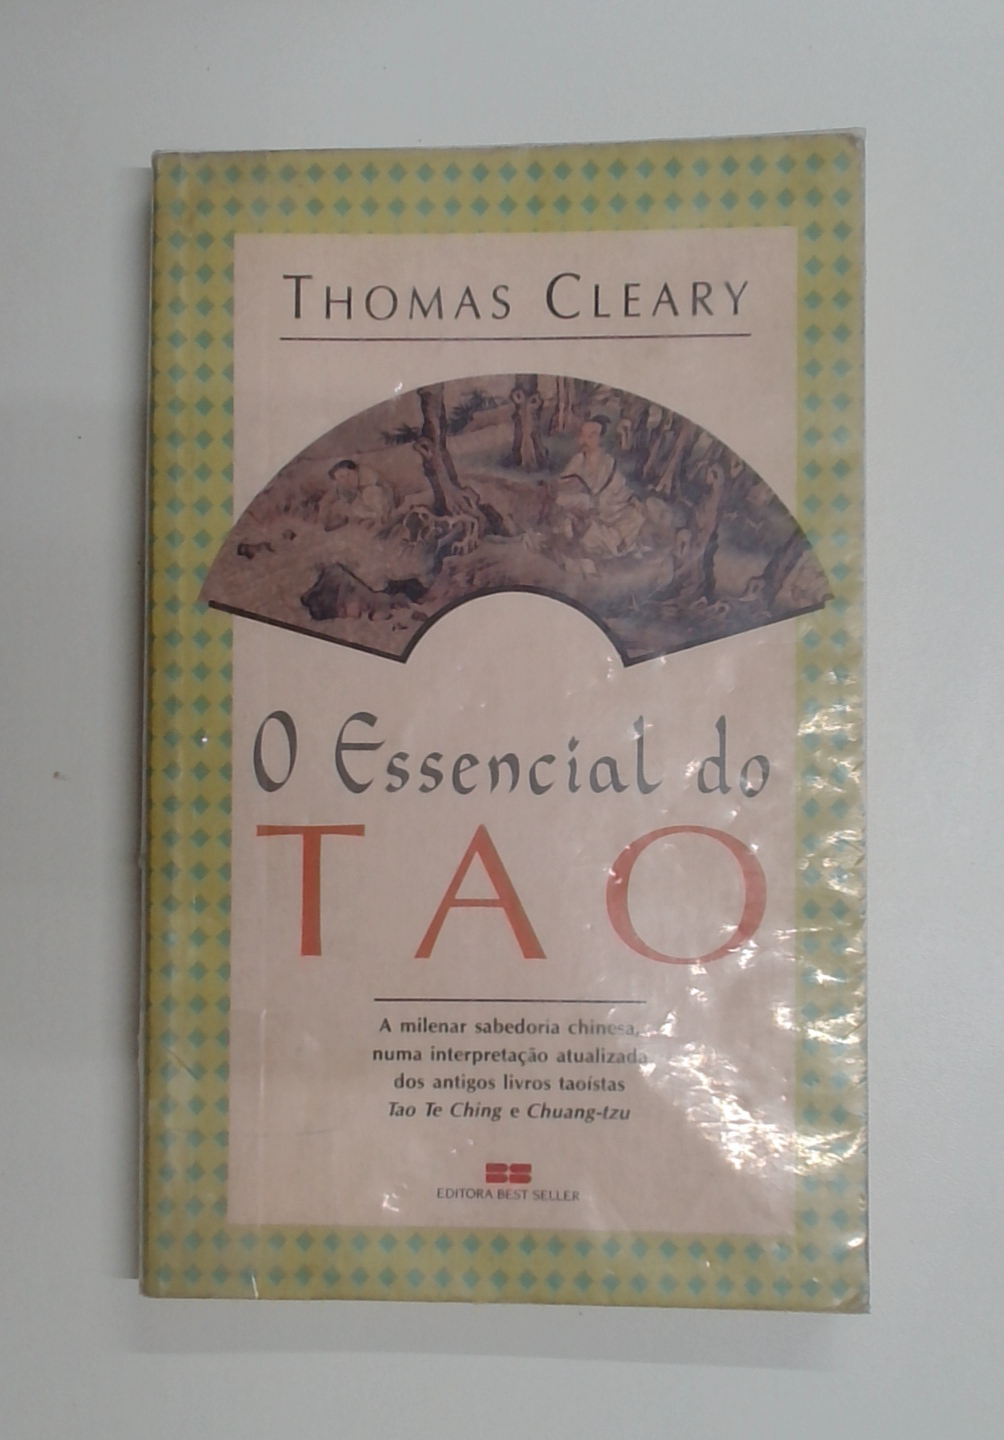 THOMAS CLEARY
O Essencial do
TAO
A milenar sabedoria chinesa,
numa interpretação atualizada
dos antigos livros taoístas
Tao Te Ching e Chuang-tzu
BS
EDITORA BEST SELLER